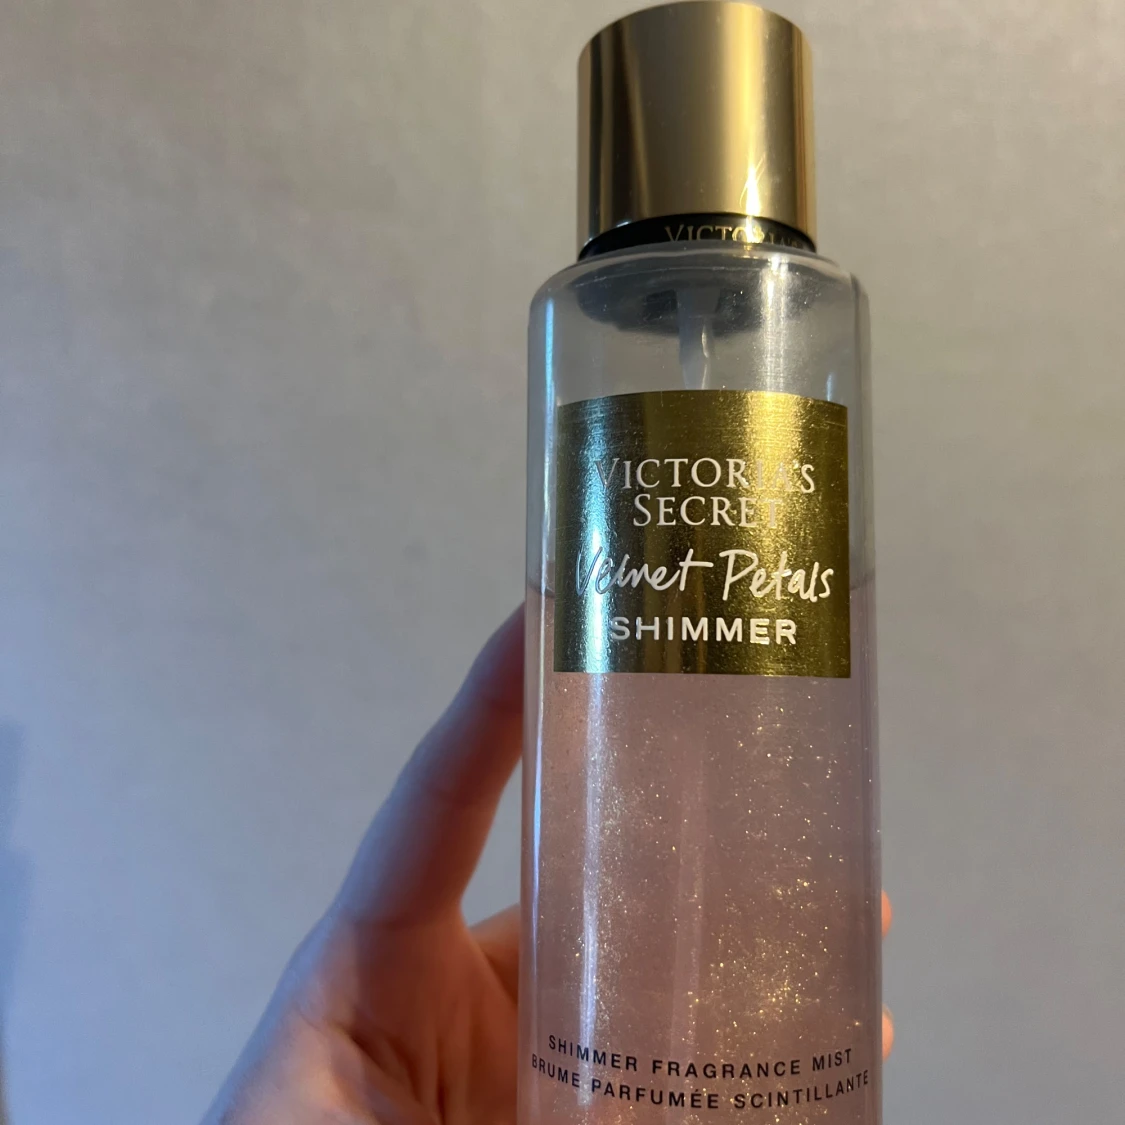 VICTORIA'S
SECRET
Velvet Petals
SHIMMER
SHIMMER FRAGRANCE MIST
BRUME PARFUMÉE SCINTILLANTE